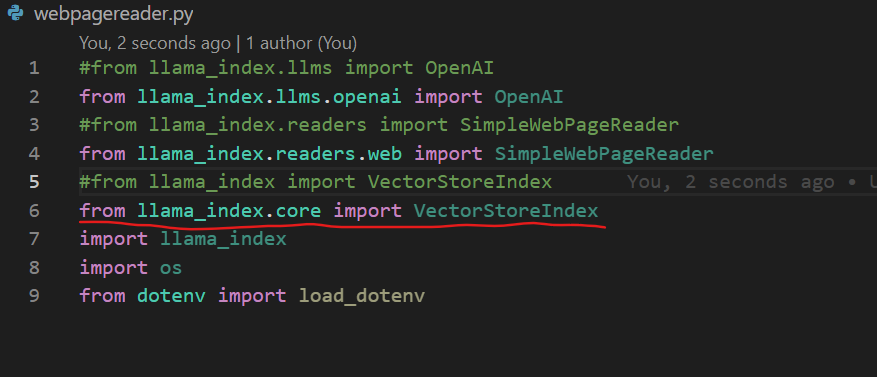 webpagereader.py
You, 2 seconds ago | 1 author (You)
1 #from llama_index.llms import OpenAI
2 from llama_index.llms.openai import OpenAI
3 #from llama_index.readers import SimpleWebPageReader
4 from llama_index.readers.web import SimpleWebPageReader
5 #from llama_index import VectorStoreIndex You, 2 seconds ago •
6 from llama_index.core import VectorStoreIndex
7 import llama_index
8 import os
9 from dotenv import load_dotenv